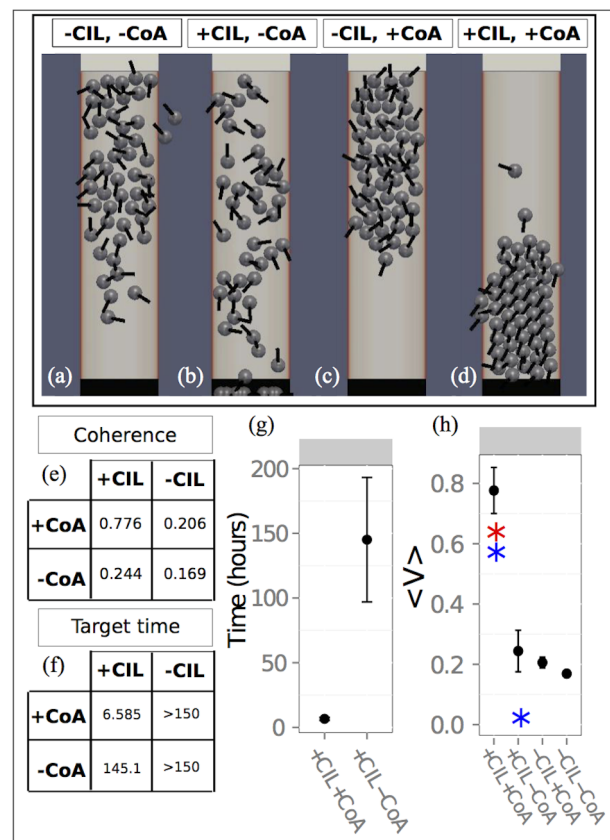 -CIL, -CoA +CIL, -CoA -CIL, +CoA +CIL, +CoA
(a) (b) (c) (d)
Coherence
(e)
+CIL -CIL
+CoA 0.776 0.206
-CoA 0.244 0.169
Target time
(f)
+CIL -CIL
+CoA 6.585 >150
-CoA 145.1 >150
(g)
Time (hours)
200
150
100
50
0
+CIL+CoA
+CIL-CoA
(h)
<V>
0.8
0.6
0.4
0.2
0.0
+CIL+CoA
+CIL-CoA
-CIL+CoA
-CIL-CoA